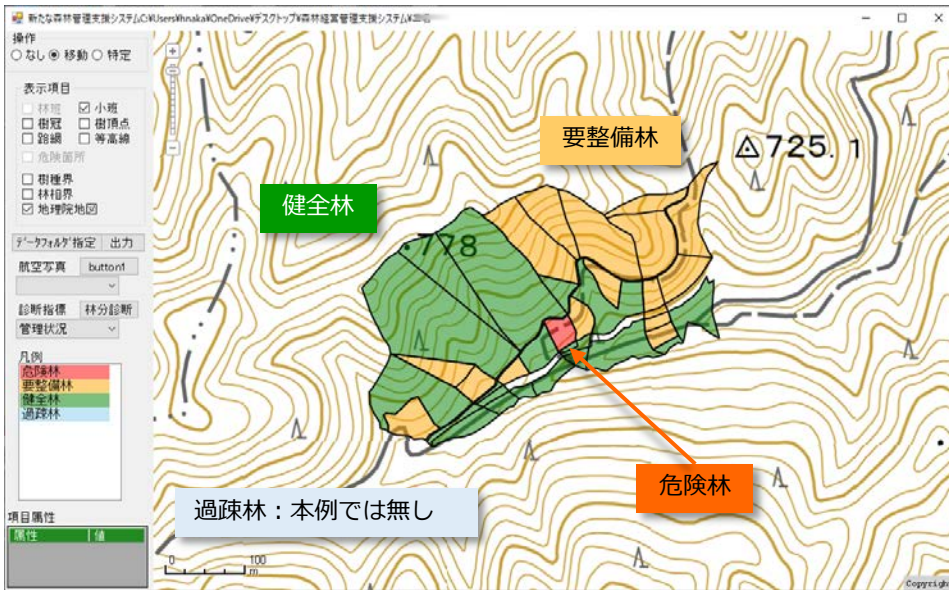 新たな森林管理支援システムC:¥Users¥hnaka¥OneDrive¥デスクトップ¥森林経営管理支援システム¥
操作
なし 移動 特定
表示項目
林班 小班
樹冠 樹頂点
路網 等高線
危険箇所
樹種界
林相界
地理院地図
データフォルダ指定 出力
航空写真 button1
診断指標 林分診断
管理状況
凡例
危険林
要整備林
健全林
過疎林
項目属性
属性 値
要整備林
725.1
健全林
778
危険林
過疎林：本例では無し
0 100
m
Copyright